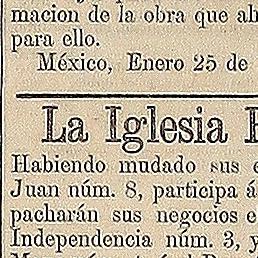 macion de la obra que ab
para ello.
México, Enero 25 de
La Iglesia
Habiendo mudado sus
Juan núm. 8, participa á
pacharán sus negocios e
Independencia núm. 3, y